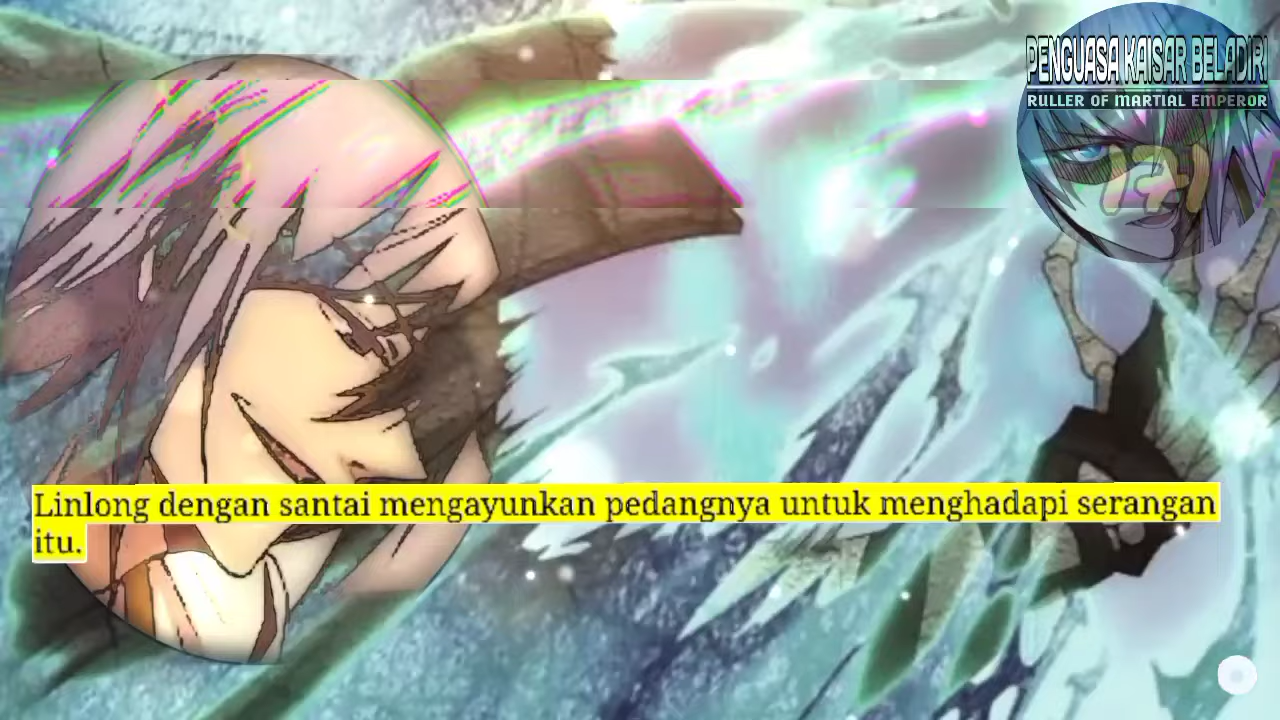 PENGUASA KAISAR BELADIRI
RULLER OF MARTIAL EMPEROR
Linlong dengan santai mengayunkan pedangnya untuk menghadapi serangan
itu.